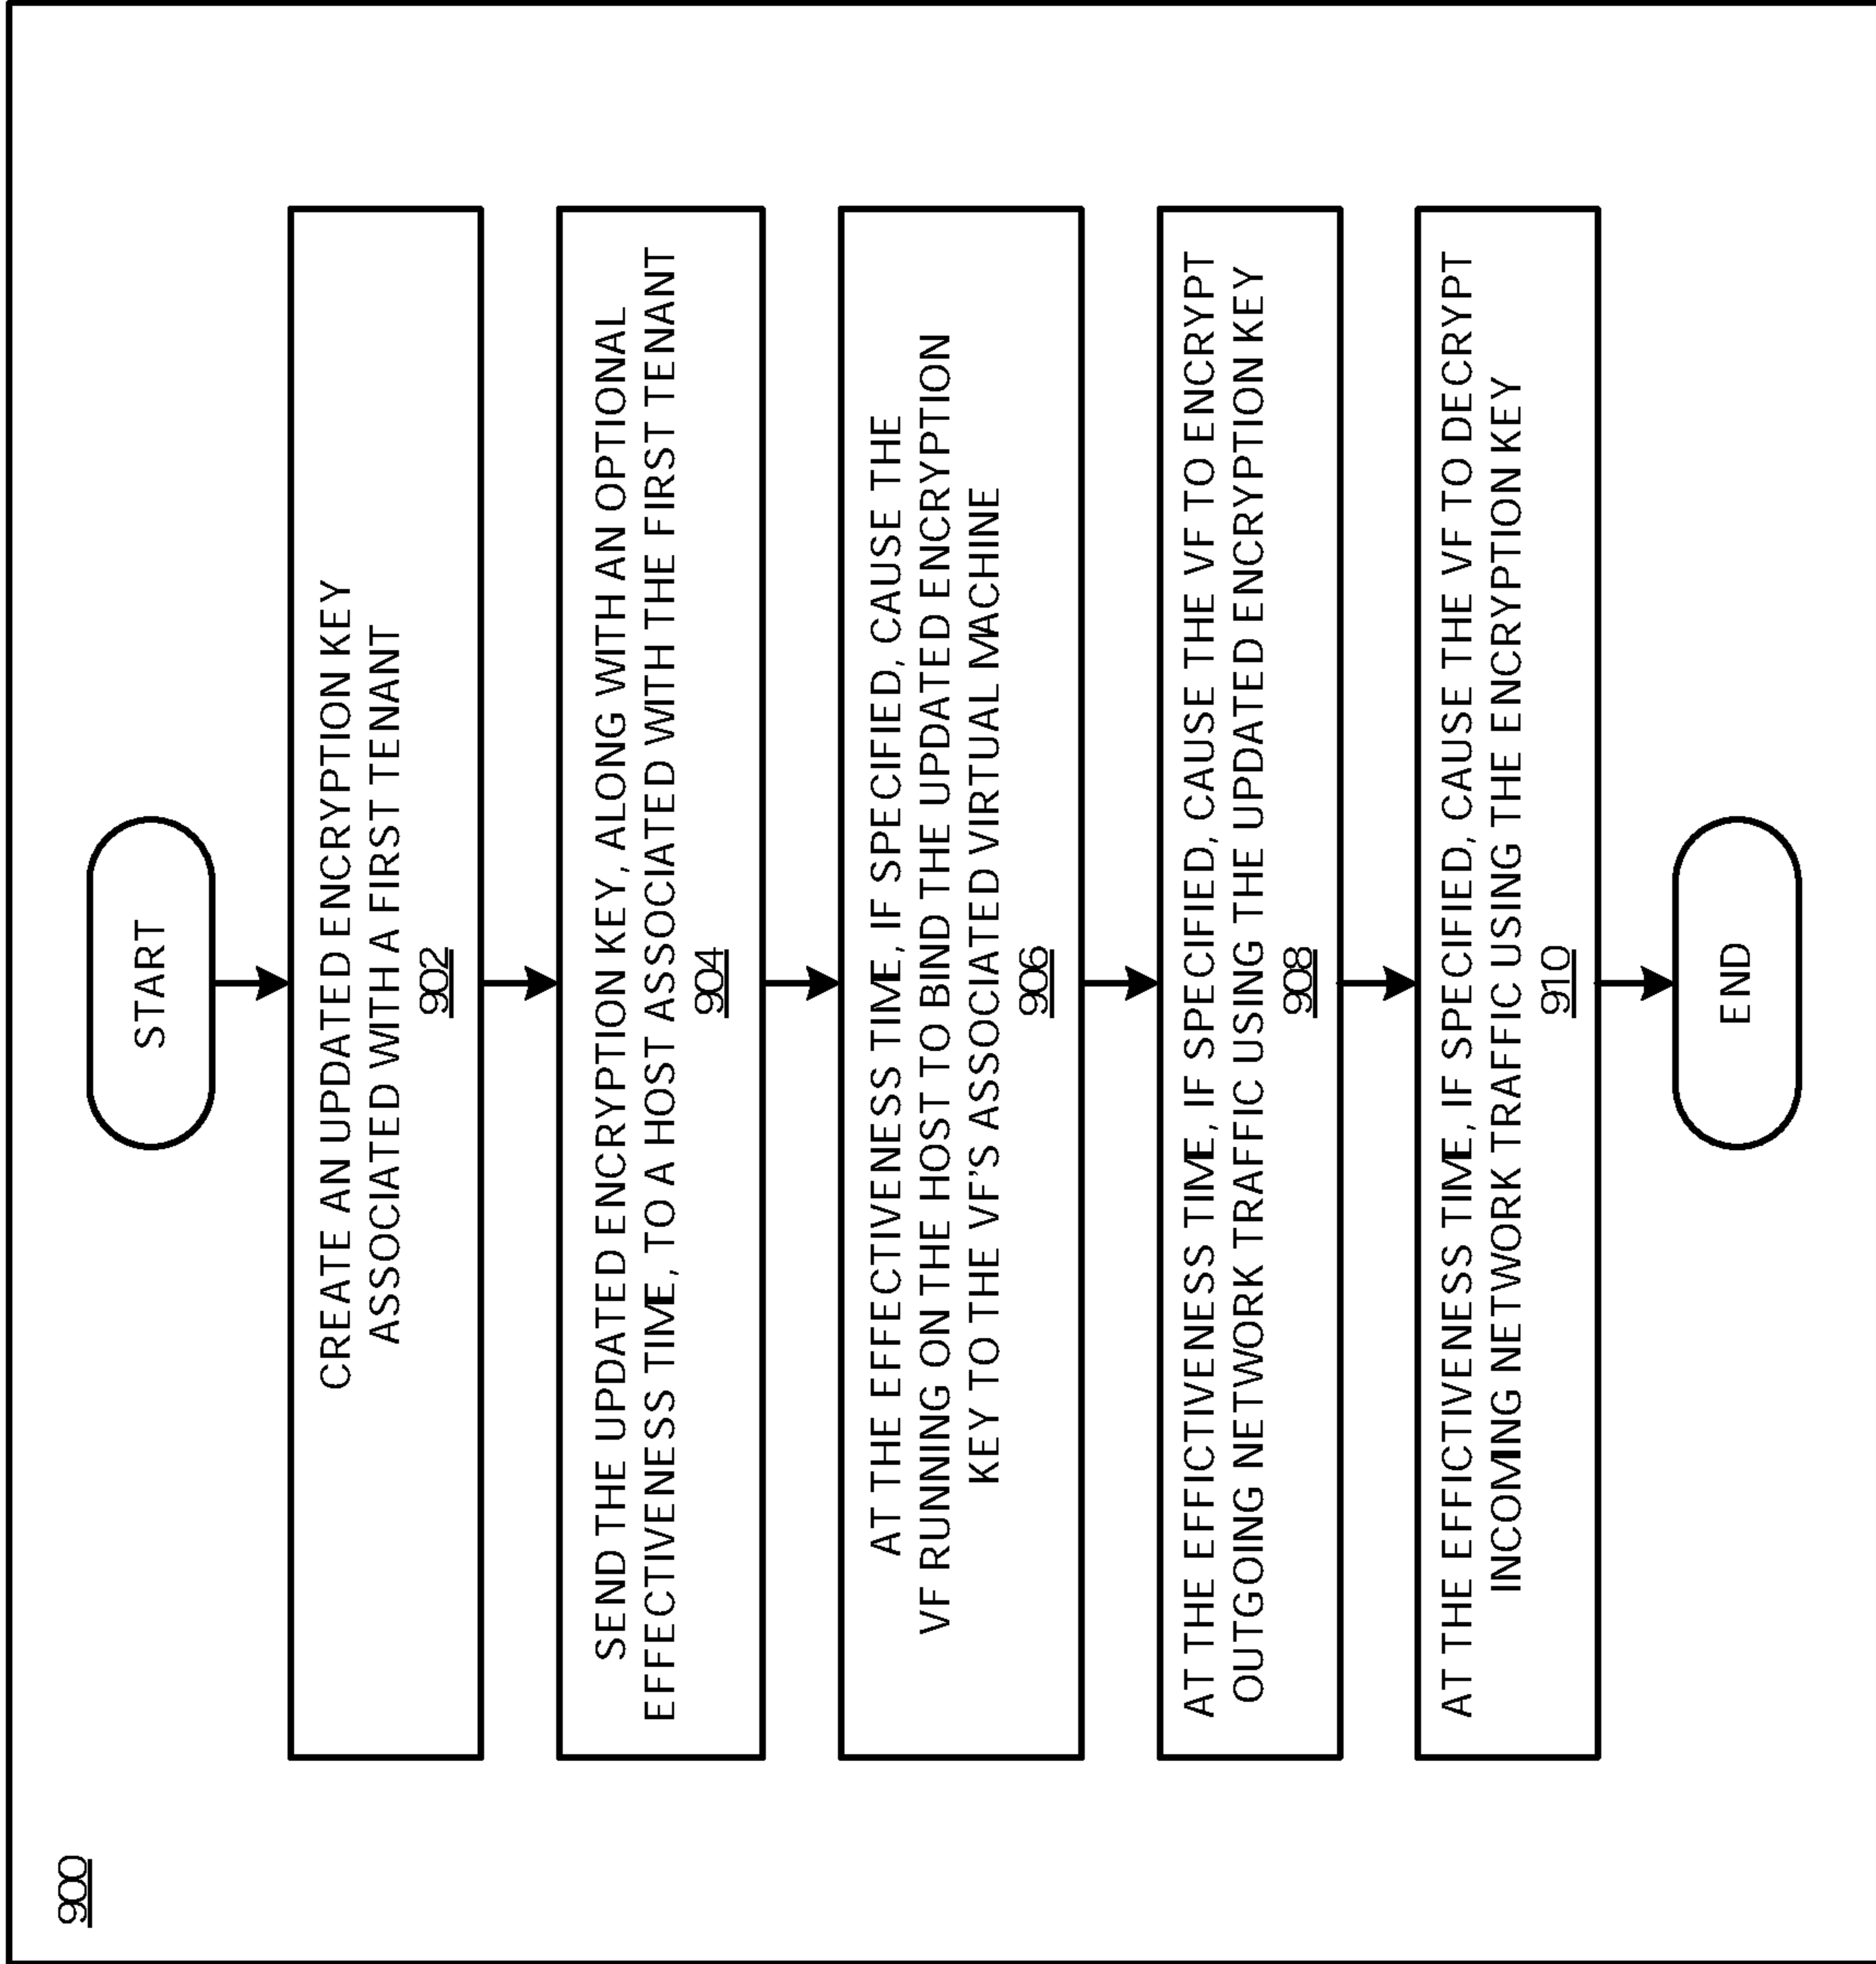 900
START
CREATE AN UPDATED ENCRYPTION KEY
ASSOCIATED WITH A FIRST TENANT
902
SEND THE UPDATED ENCRYPTION KEY, ALONG WITH AN OPTIONAL
EFFECTIVENESS TIME, TO A HOST ASSOCIATED WITH THE FIRST TENANT
904
AT THE EFFECTIVENESS TIME, IF SPECIFIED, CAUSE THE
VF RUNNING ON THE HOST TO BIND THE UPDATED ENCRYPTION
KEY TO THE VF'S ASSOCIATED VIRTUAL MACHINE
906
AT THE EFFICTIVENESS TIME, IF SPECIFIED, CAUSE THE VF TO ENCRYPT
OUTGOING NETWORK TRAFFIC USING THE UPDATED ENCRYPTION KEY
908
AT THE EFFICTIVENESS TIME, IF SPECIFIED, CAUSE THE VF TO DECRYPT
INCOMING NETWORK TRAFFIC USING THE ENCRYPTION KEY
910
END